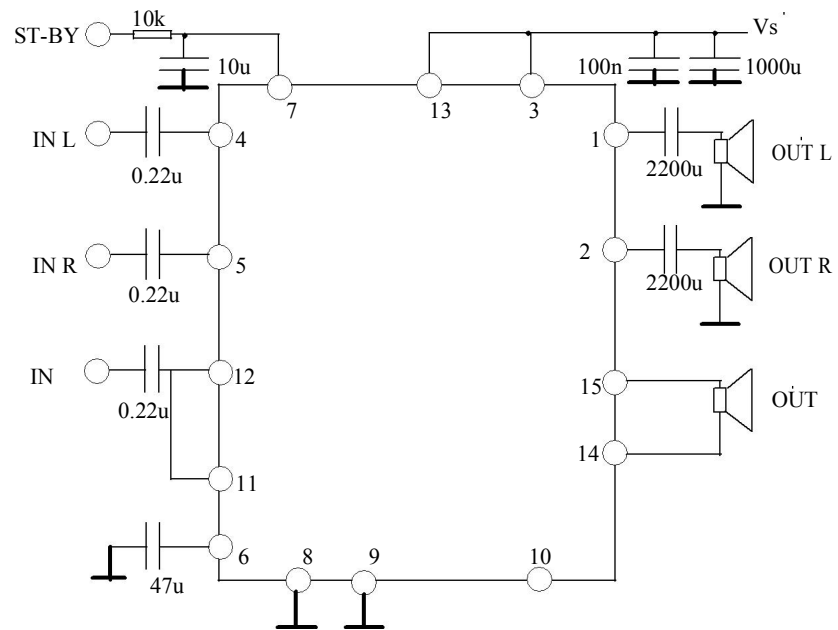 10k
ST-BY
Vs
10u
100n
1000u
7
13
3
IN L
4
1
OUT L
0.22u
2200u
IN R
5
2
OUT R
0.22u
2200u
IN
12
15
OUT
0.22u
14
11
6
8
9
10
47u